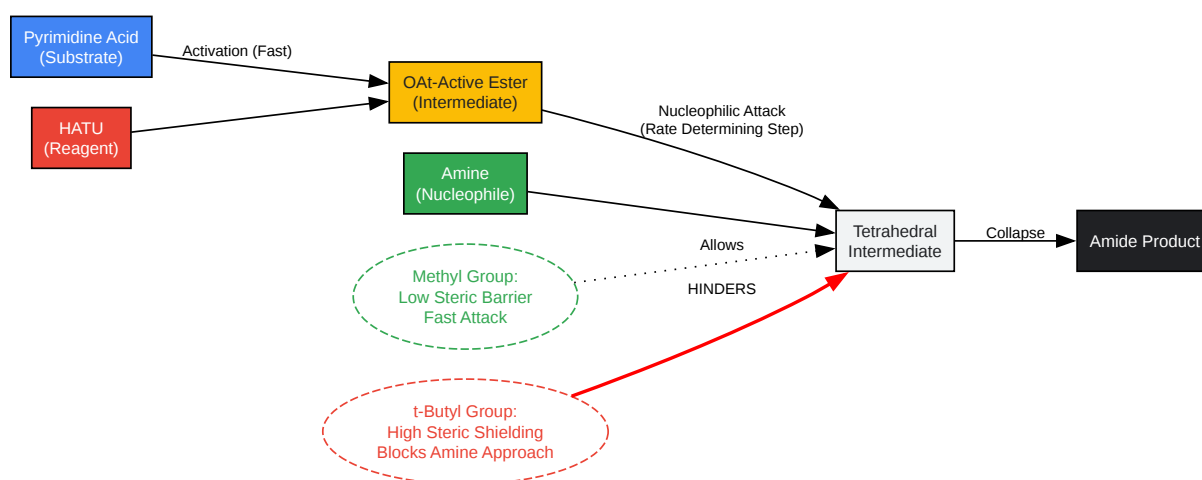 Pyrimidine Acid
(Substrate)
Activation (Fast)
HATU
(Reagent)
OAt-Active Ester
(Intermediate)
Nucleophilic Attack
(Rate Determining Step)
Amine
(Nucleophile)
Tetrahedral
Intermediate
Collapse
Amide Product
Allows
Methyl Group:
Low Steric Barrier
Fast Attack
HINDERS
t-Butyl Group:
High Steric Shielding
Blocks Amine Approach